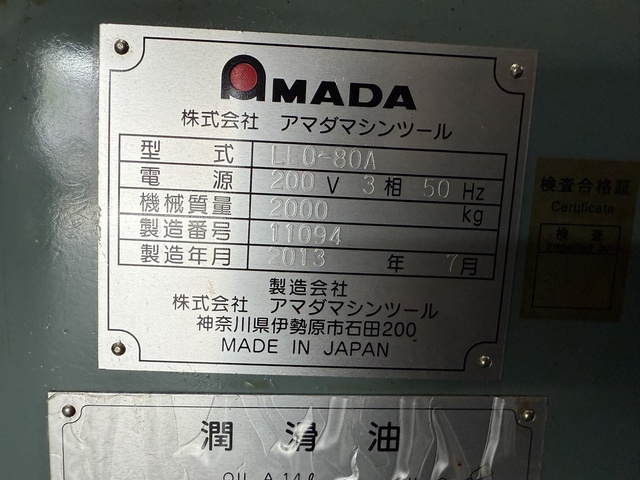 AMADA
株式会社 アマダマシンツール
型式 LEO-80A
電源 200 V 3相 50 Hz
機械質量 2000 kg
製造番号 11094
製造年月 2013 年 7月
製造会社
株式会社 アマダマシンツール
神奈川県伊勢原市石田200
MADE IN JAPAN
検査合格証
Certificate
検査
潤滑油